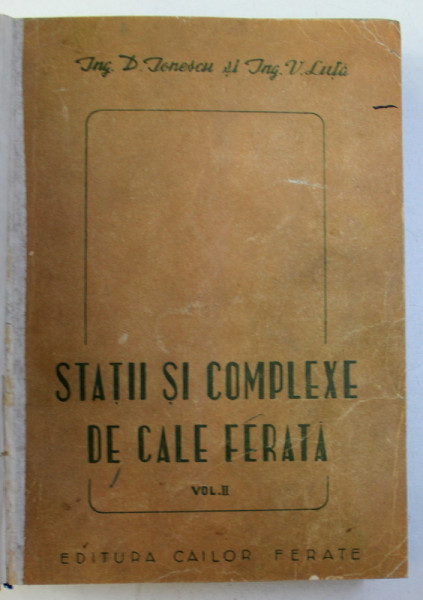 Ing. D. Ionescu și Ing. V. Luță
STAȚII ȘI COMPLEXE
DE CALE FERATĂ
VOL. II
EDITURA CAILOR FERATE